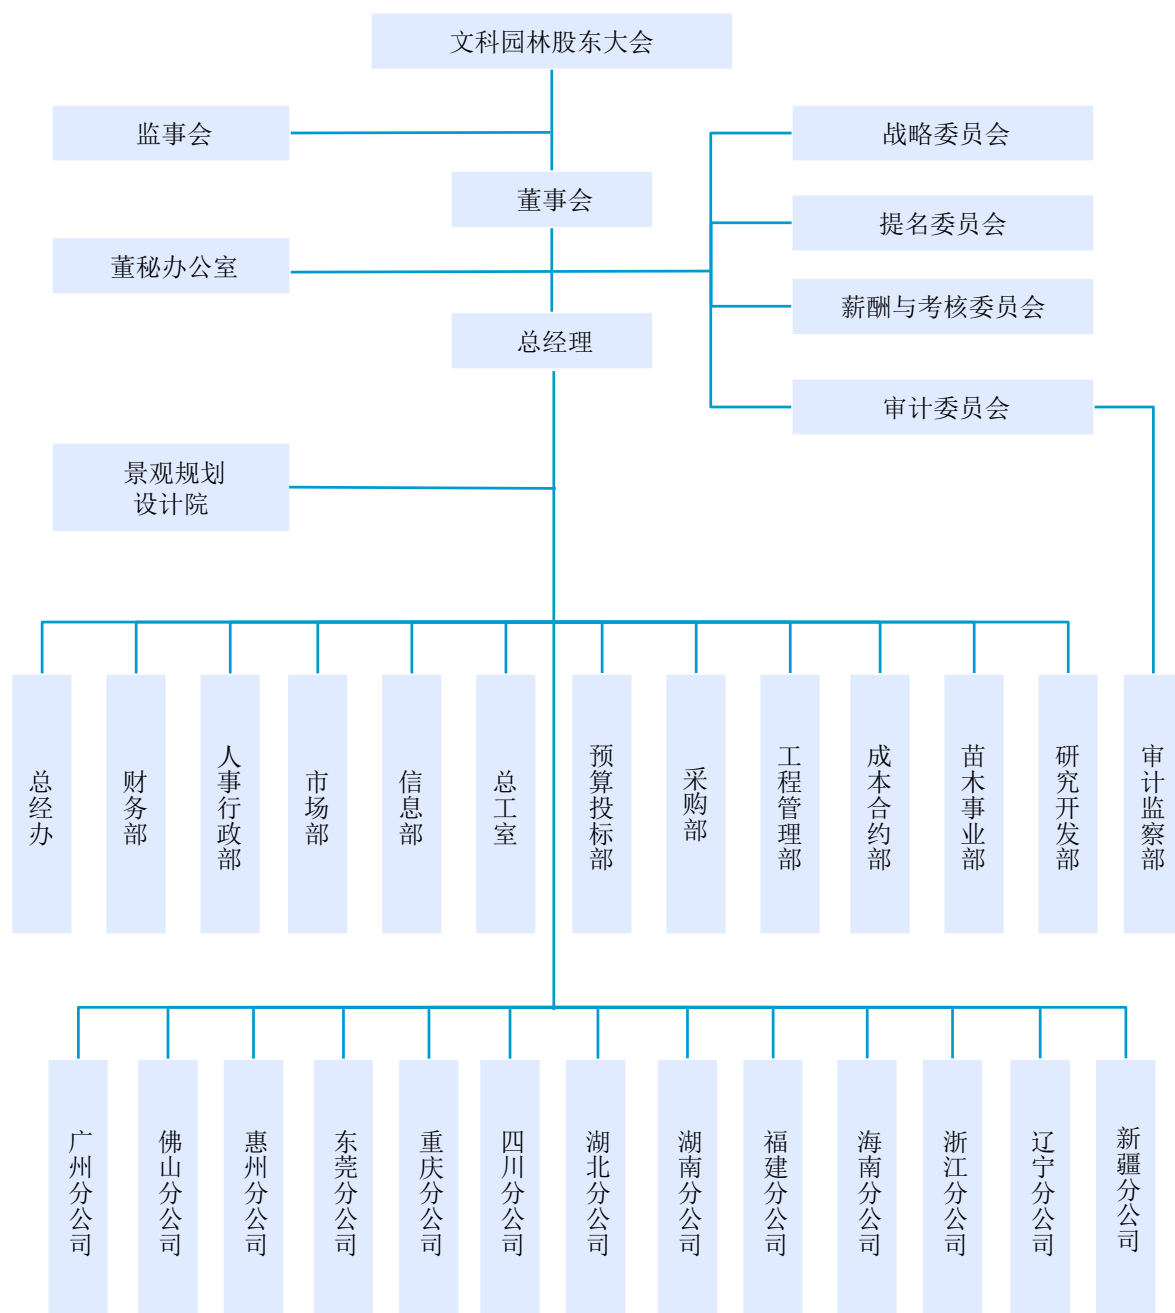 文科园林股东大会
监事会
战略委员会
董事会
提名委员会
董秘办公室
薪酬与考核委员会
总经理
审计委员会
景观规划
设计院
总经办
财务部
人事行政部
市场部
信息部
总工室
预算投标部
采购部
工程管理部
成本合约部
苗木事业部
研究开发部
审计监察部
广州分公司
佛山分公司
惠州分公司
东莞分公司
重庆分公司
四川分公司
湖北分公司
湖南分公司
福建分公司
海南分公司
浙江分公司
辽宁分公司
新疆分公司